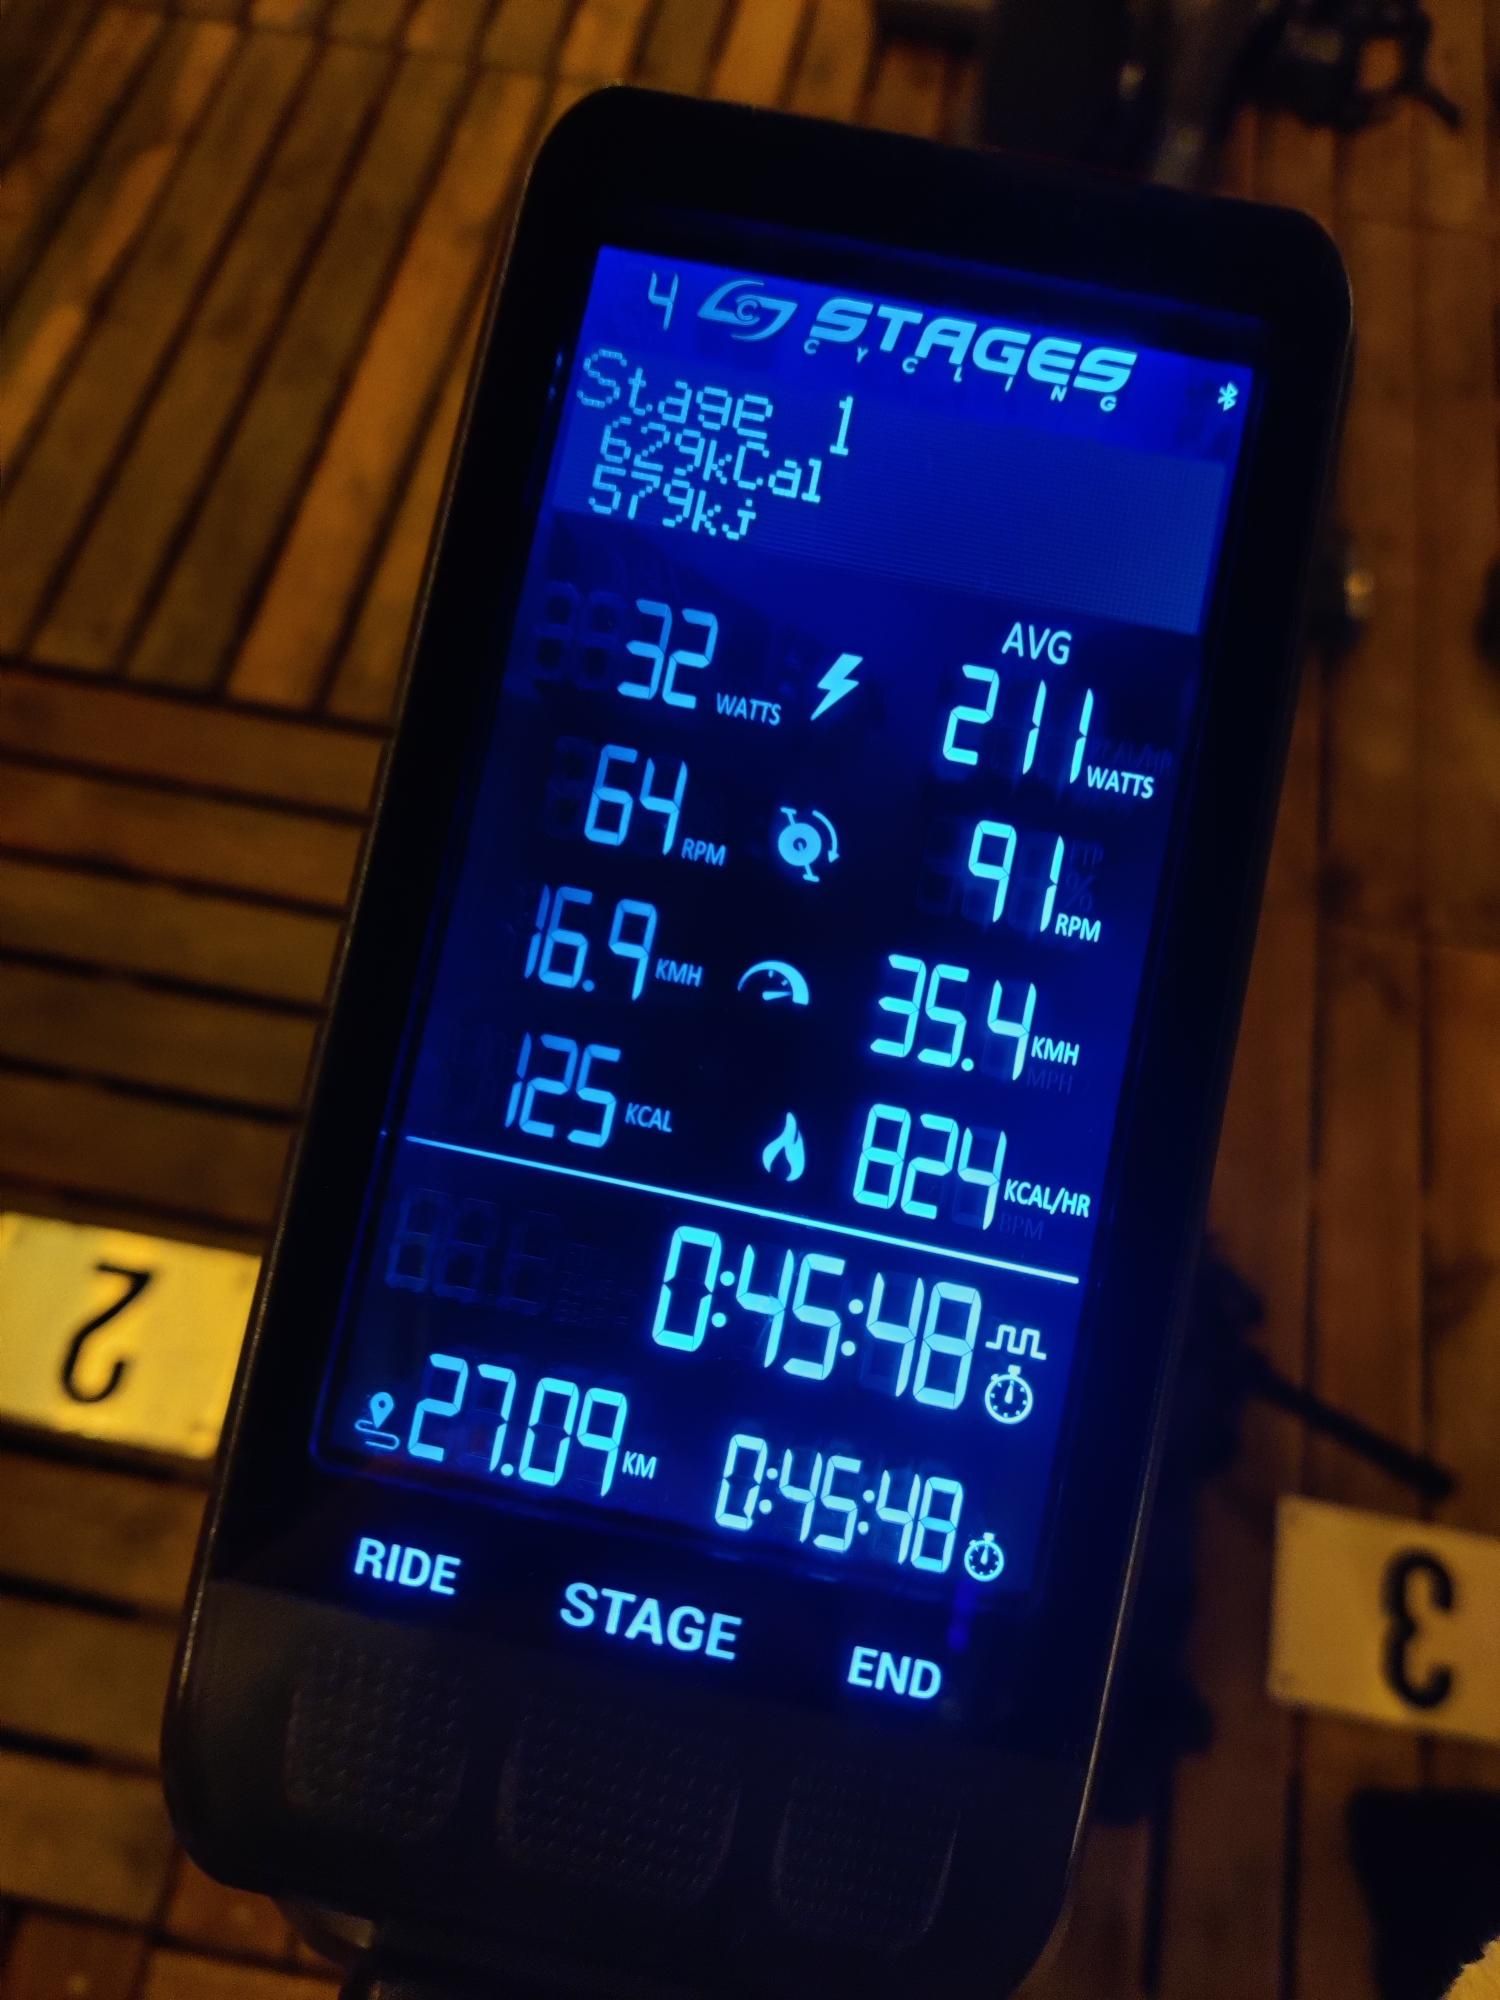 4 STAGES
CYCLING
Stage 1
629kCal
579kj
AVG
32 WATTS 211 WATTS
64 RPM 91 RPM
16.9 KMH 35.4 KMH
125 KCAL 824 KCAL/HR
0:45:48
27.09 KM 0:45:48
RIDE STAGE END
2
3